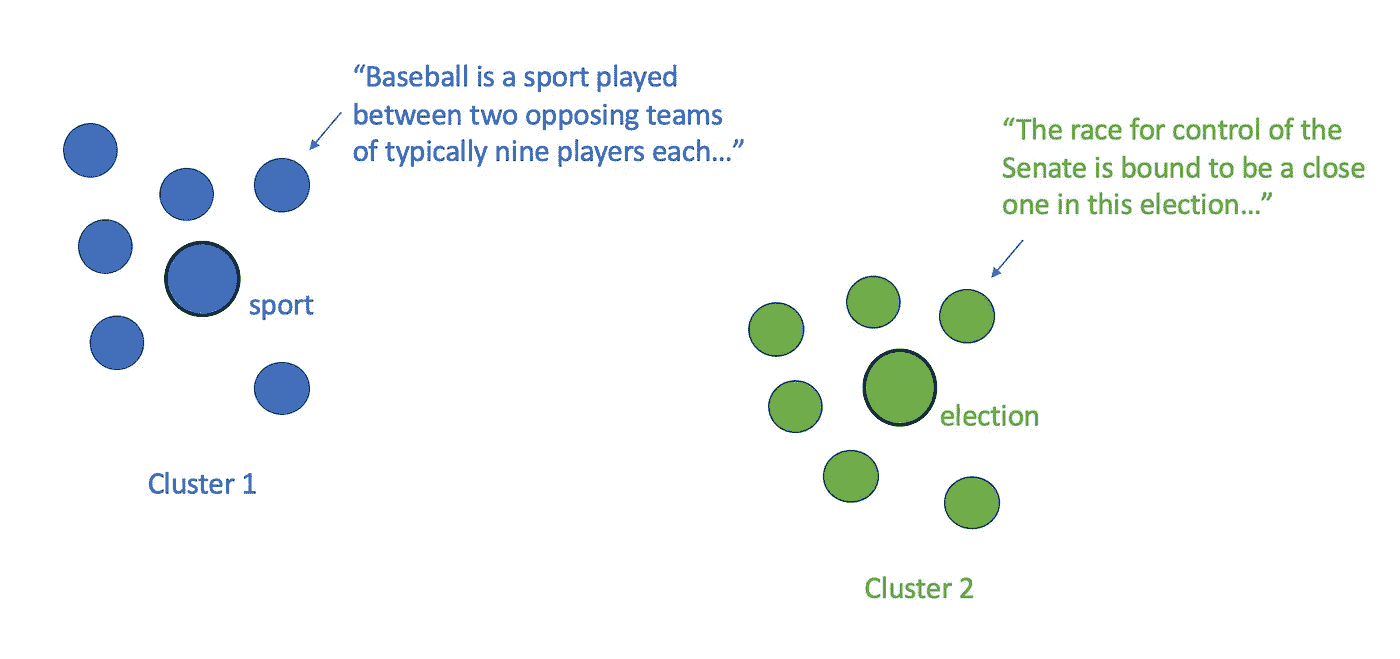 “Baseball is a sport played
between two opposing teams
of typically nine players each…”
“The race for control of the
Senate is bound to be a close
one in this election…”
sport
election
Cluster 1
Cluster 2